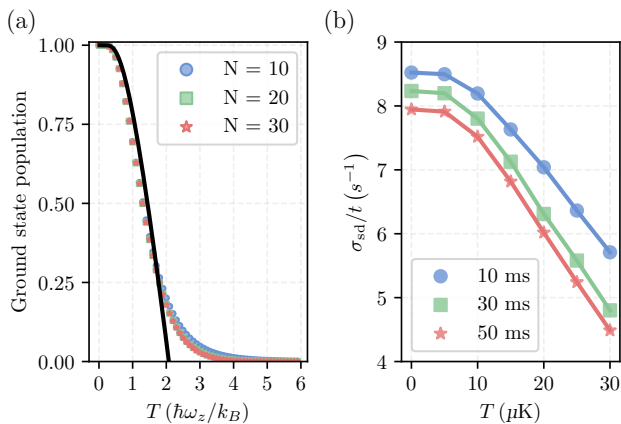 (a)
Ground state population
1.00
0.75
0.50
0.25
0.00
0 1 2 3 4 5 6
T (ℏω_z/k_B)
N = 10
N = 20
N = 30
(b)
σ_sd/t (s⁻¹)
9
8
7
6
5
4
0 10 20 30
T (μK)
10 ms
30 ms
50 ms